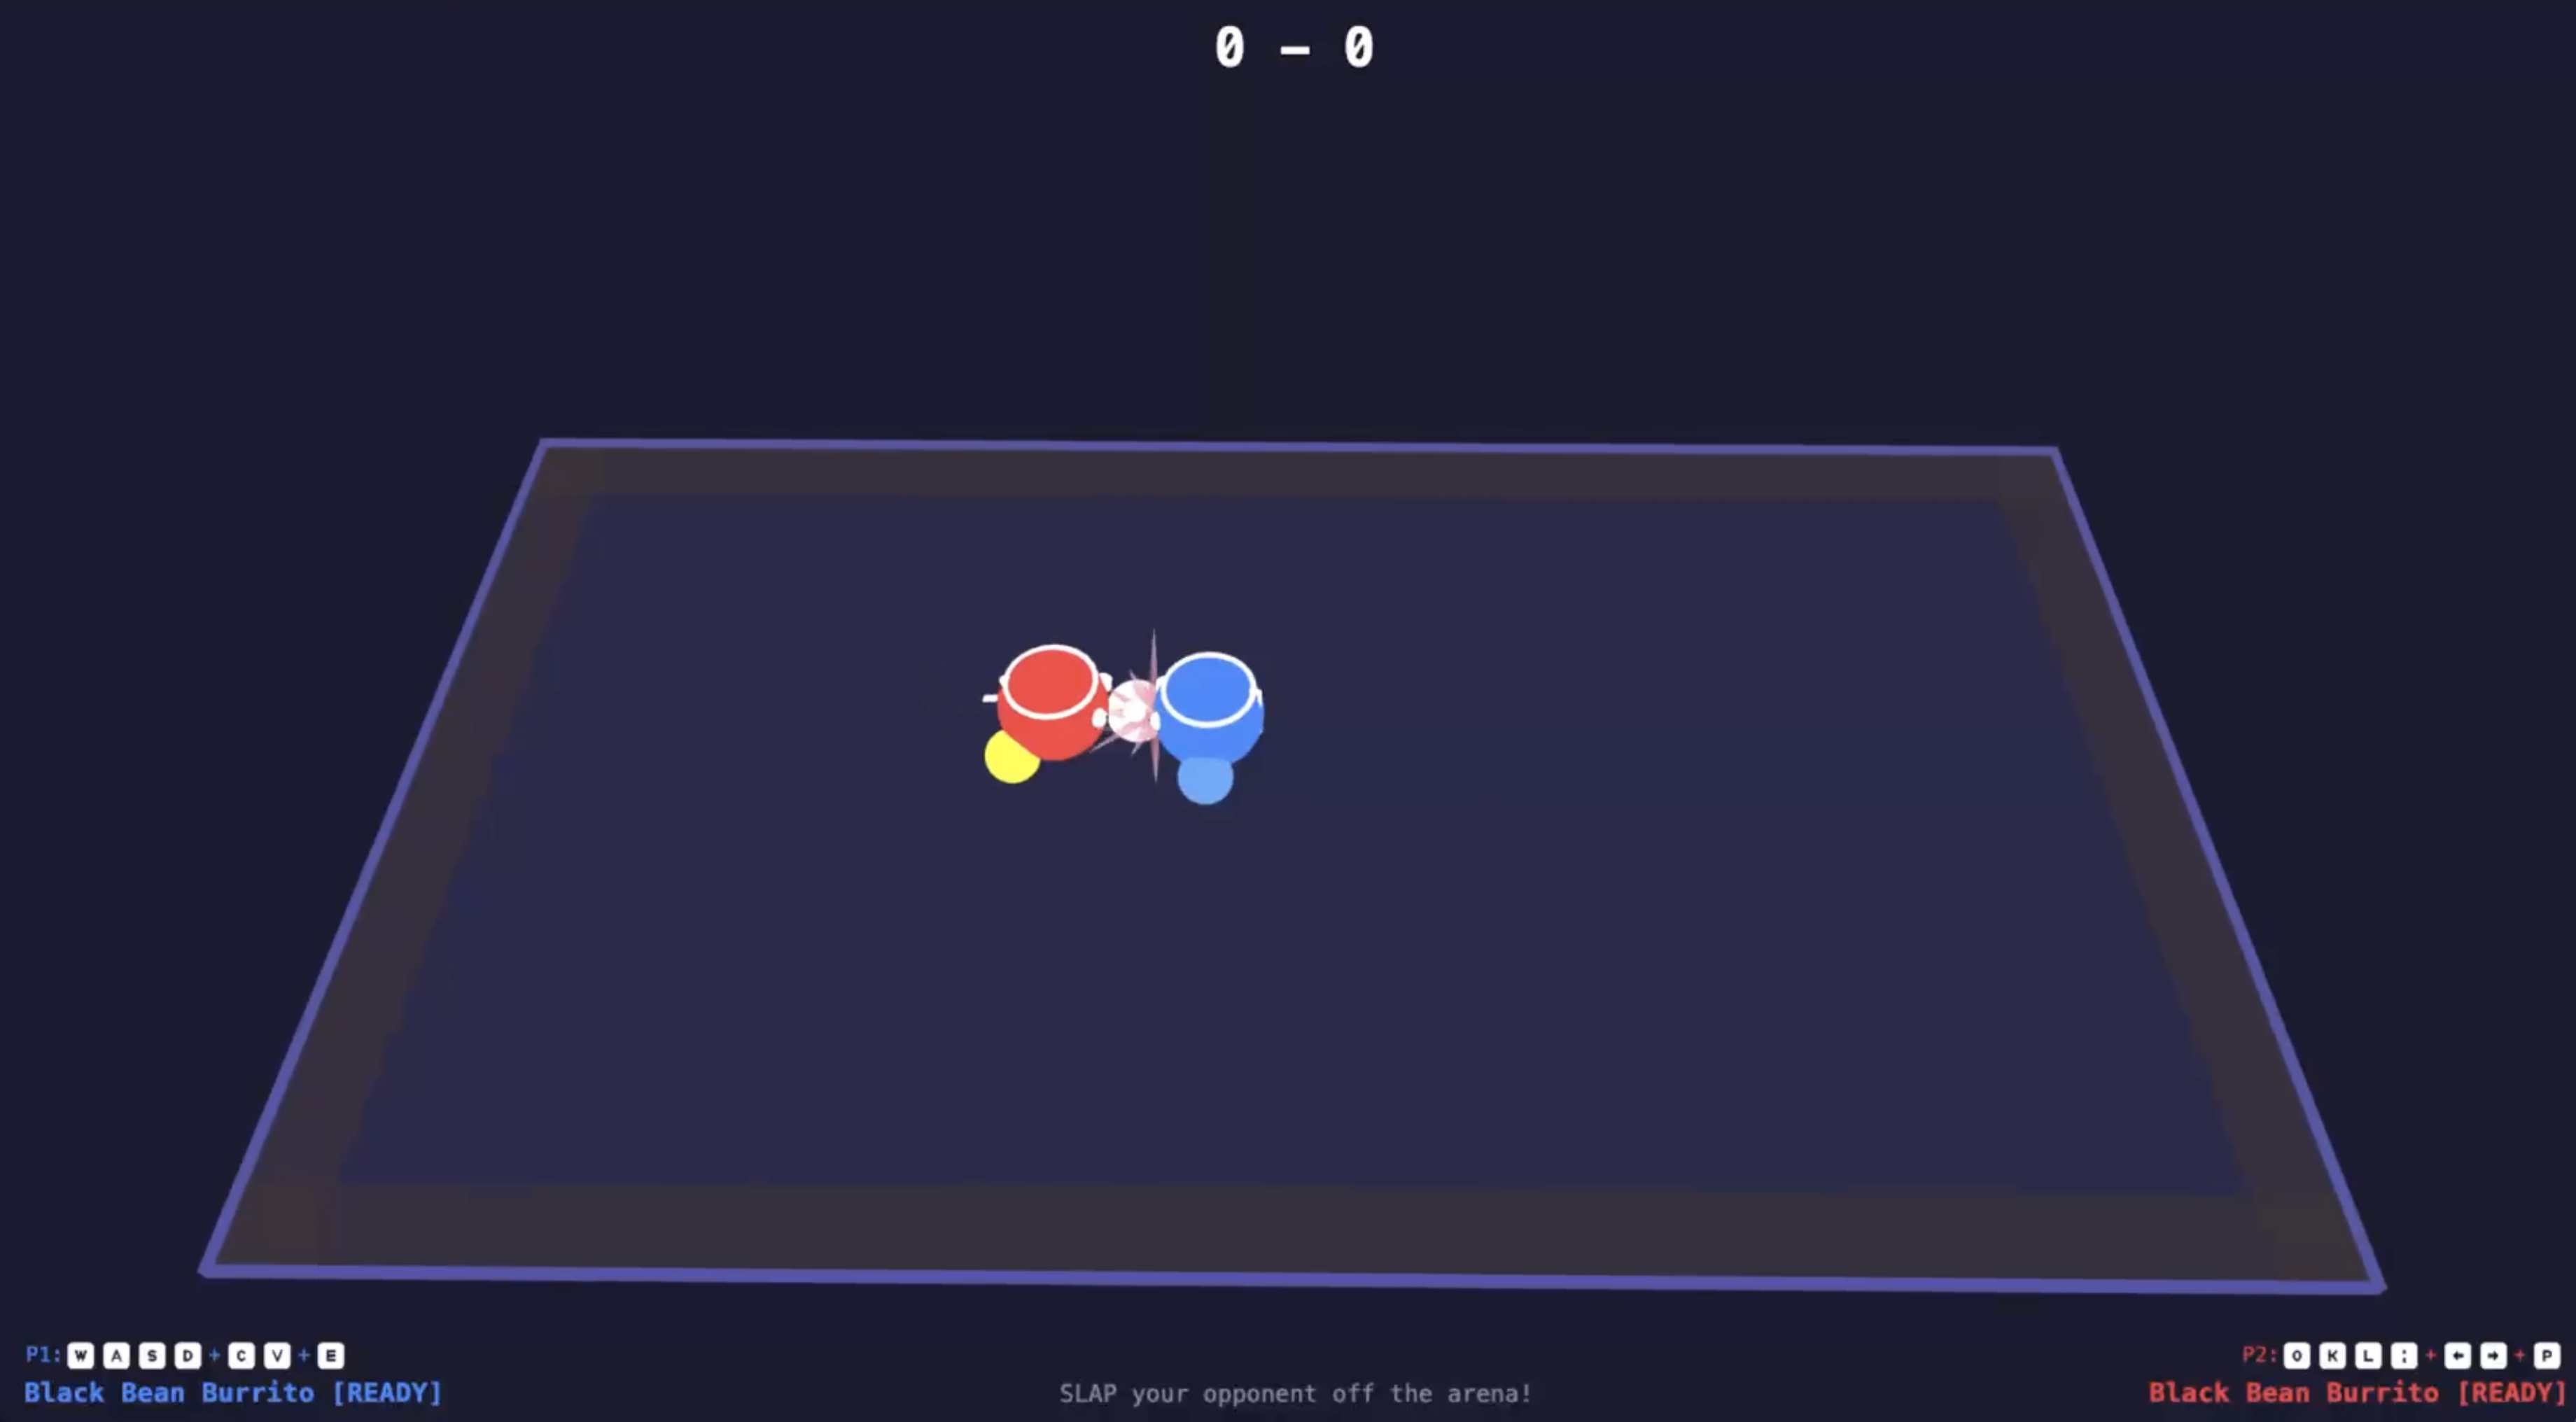 0 – 0
P1: W A S D + C V + E
Black Bean Burrito [READY]
SLAP your opponent off the arena!
P2: O K L ; + ← → + P
Black Bean Burrito [READY]